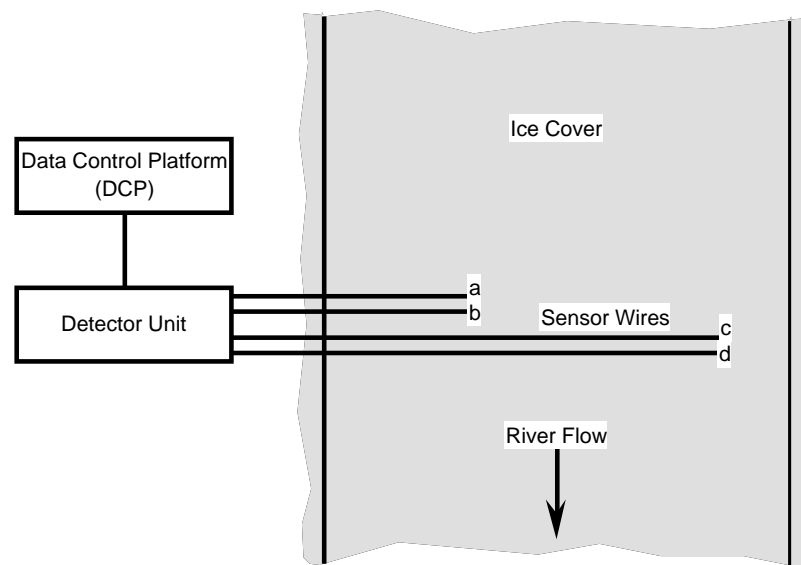 Ice Cover
Data Control Platform
(DCP)
a
b
Detector Unit
Sensor Wires
c
d
River Flow